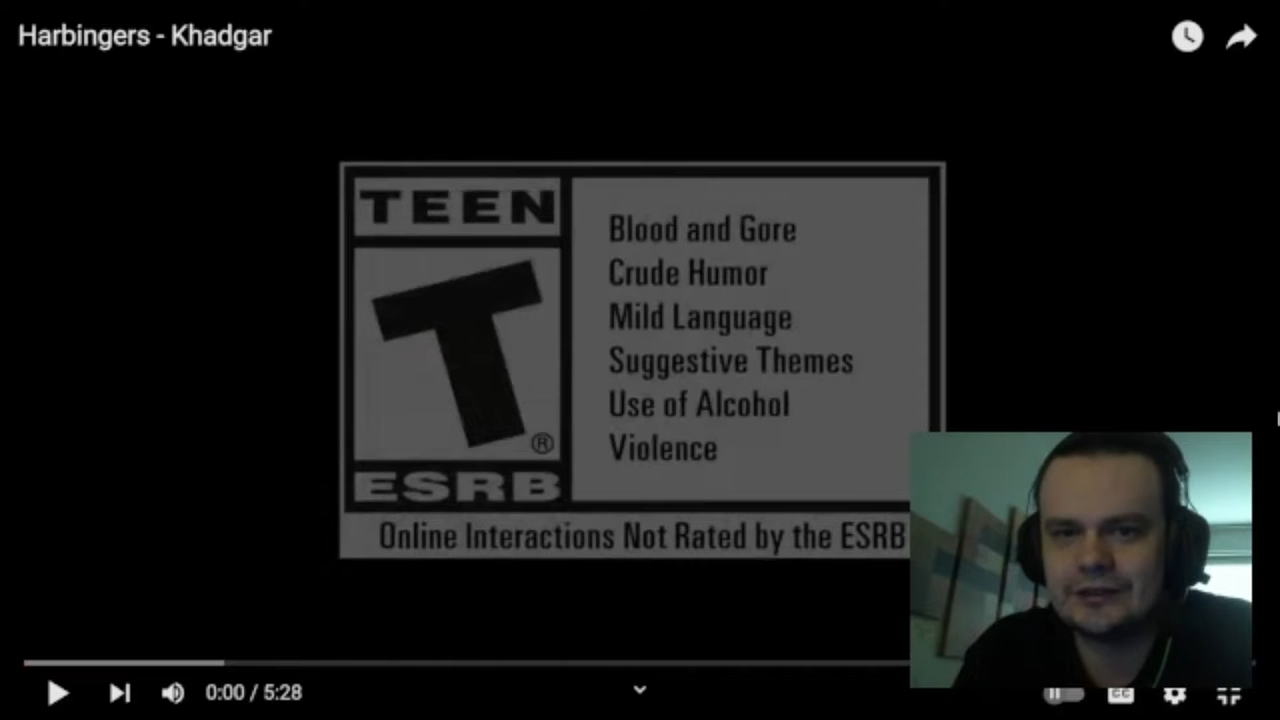 Harbingers - Khadgar
TEEN
T
®
ESRB
Blood and Gore
Crude Humor
Mild Language
Suggestive Themes
Use of Alcohol
Violence
Online Interactions Not Rated by the ESRB
0:00 / 5:28
CC